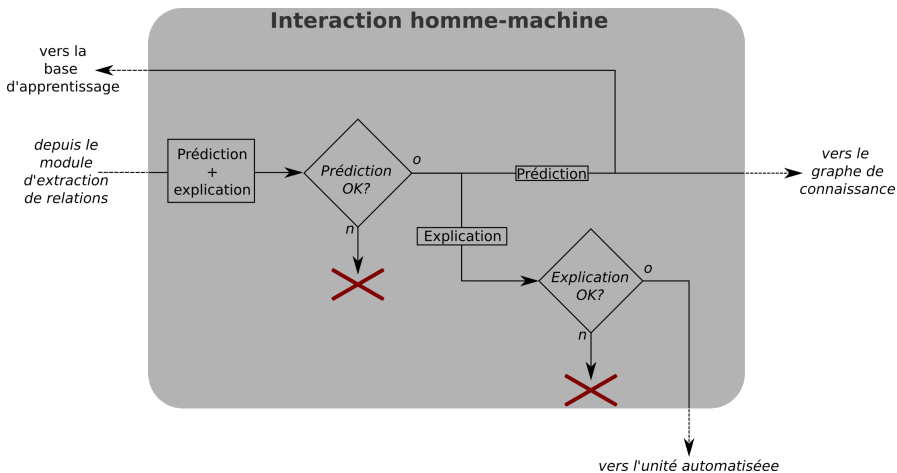 Interaction homme-machine
vers la
base
d'apprentissage
depuis le
module
d'extraction
de relations
Prédiction
+
explication
Prédiction
OK?
o
n
Prédiction
vers le
graphe de
connaissance
Explication
Explication
OK?
o
n
vers l'unité automatiséee